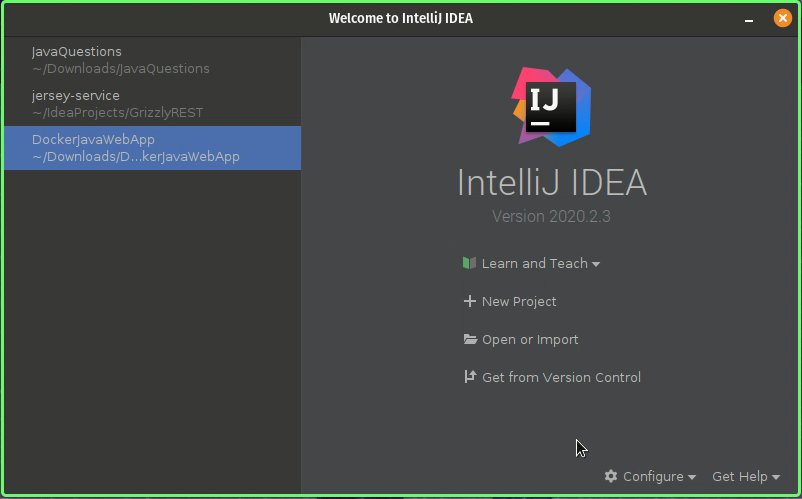 Welcome to IntelliJ IDEA
JavaQuestions
~/Downloads/JavaQuestions
jersey-service
~/IdeaProjects/GrizzlyREST
DockerJavaWebApp
~/Downloads/D...kerJavaWebApp
IJ
IntelliJ IDEA
Version 2020.2.3
Learn and Teach
New Project
Open or Import
Get from Version Control
Configure
Get Help